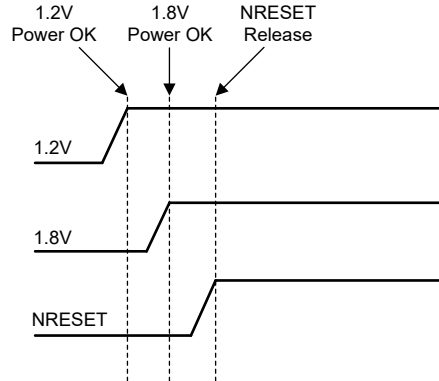 1.2V
Power OK
1.8V
Power OK
NRESET
Release
1.2V
1.8V
NRESET